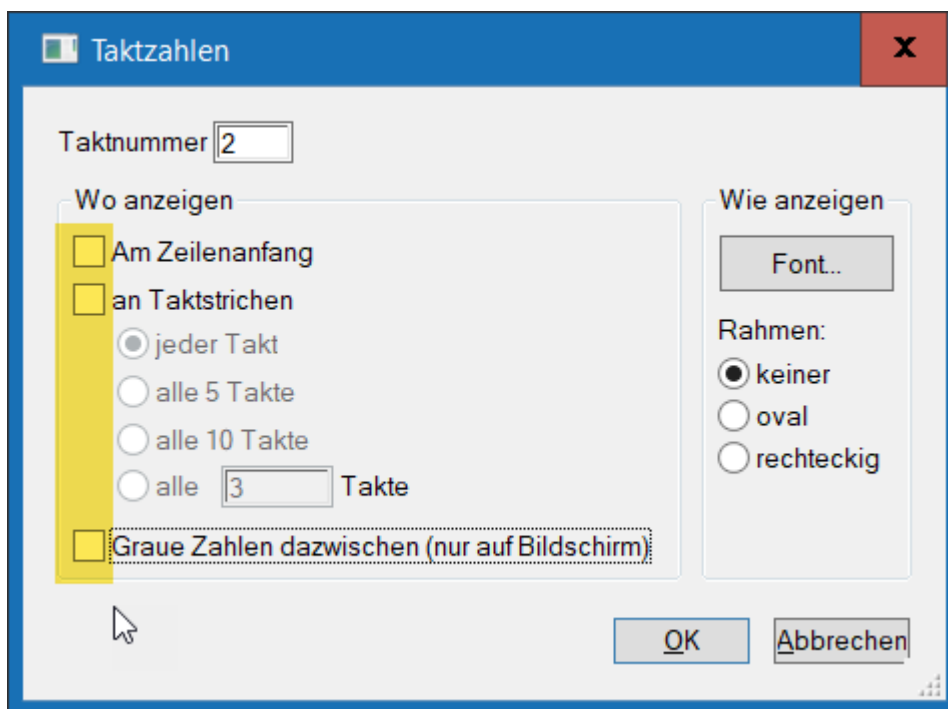 Taktzahlen
x
Taktnummer 2
Wo anzeigen
Am Zeilenanfang
an Taktstrichen
jeder Takt
alle 5 Takte
alle 10 Takte
alle 3 Takte
Graue Zahlen dazwischen (nur auf Bildschirm)
Wie anzeigen
Font...
Rahmen:
keiner
oval
rechteckig
OK
Abbrechen